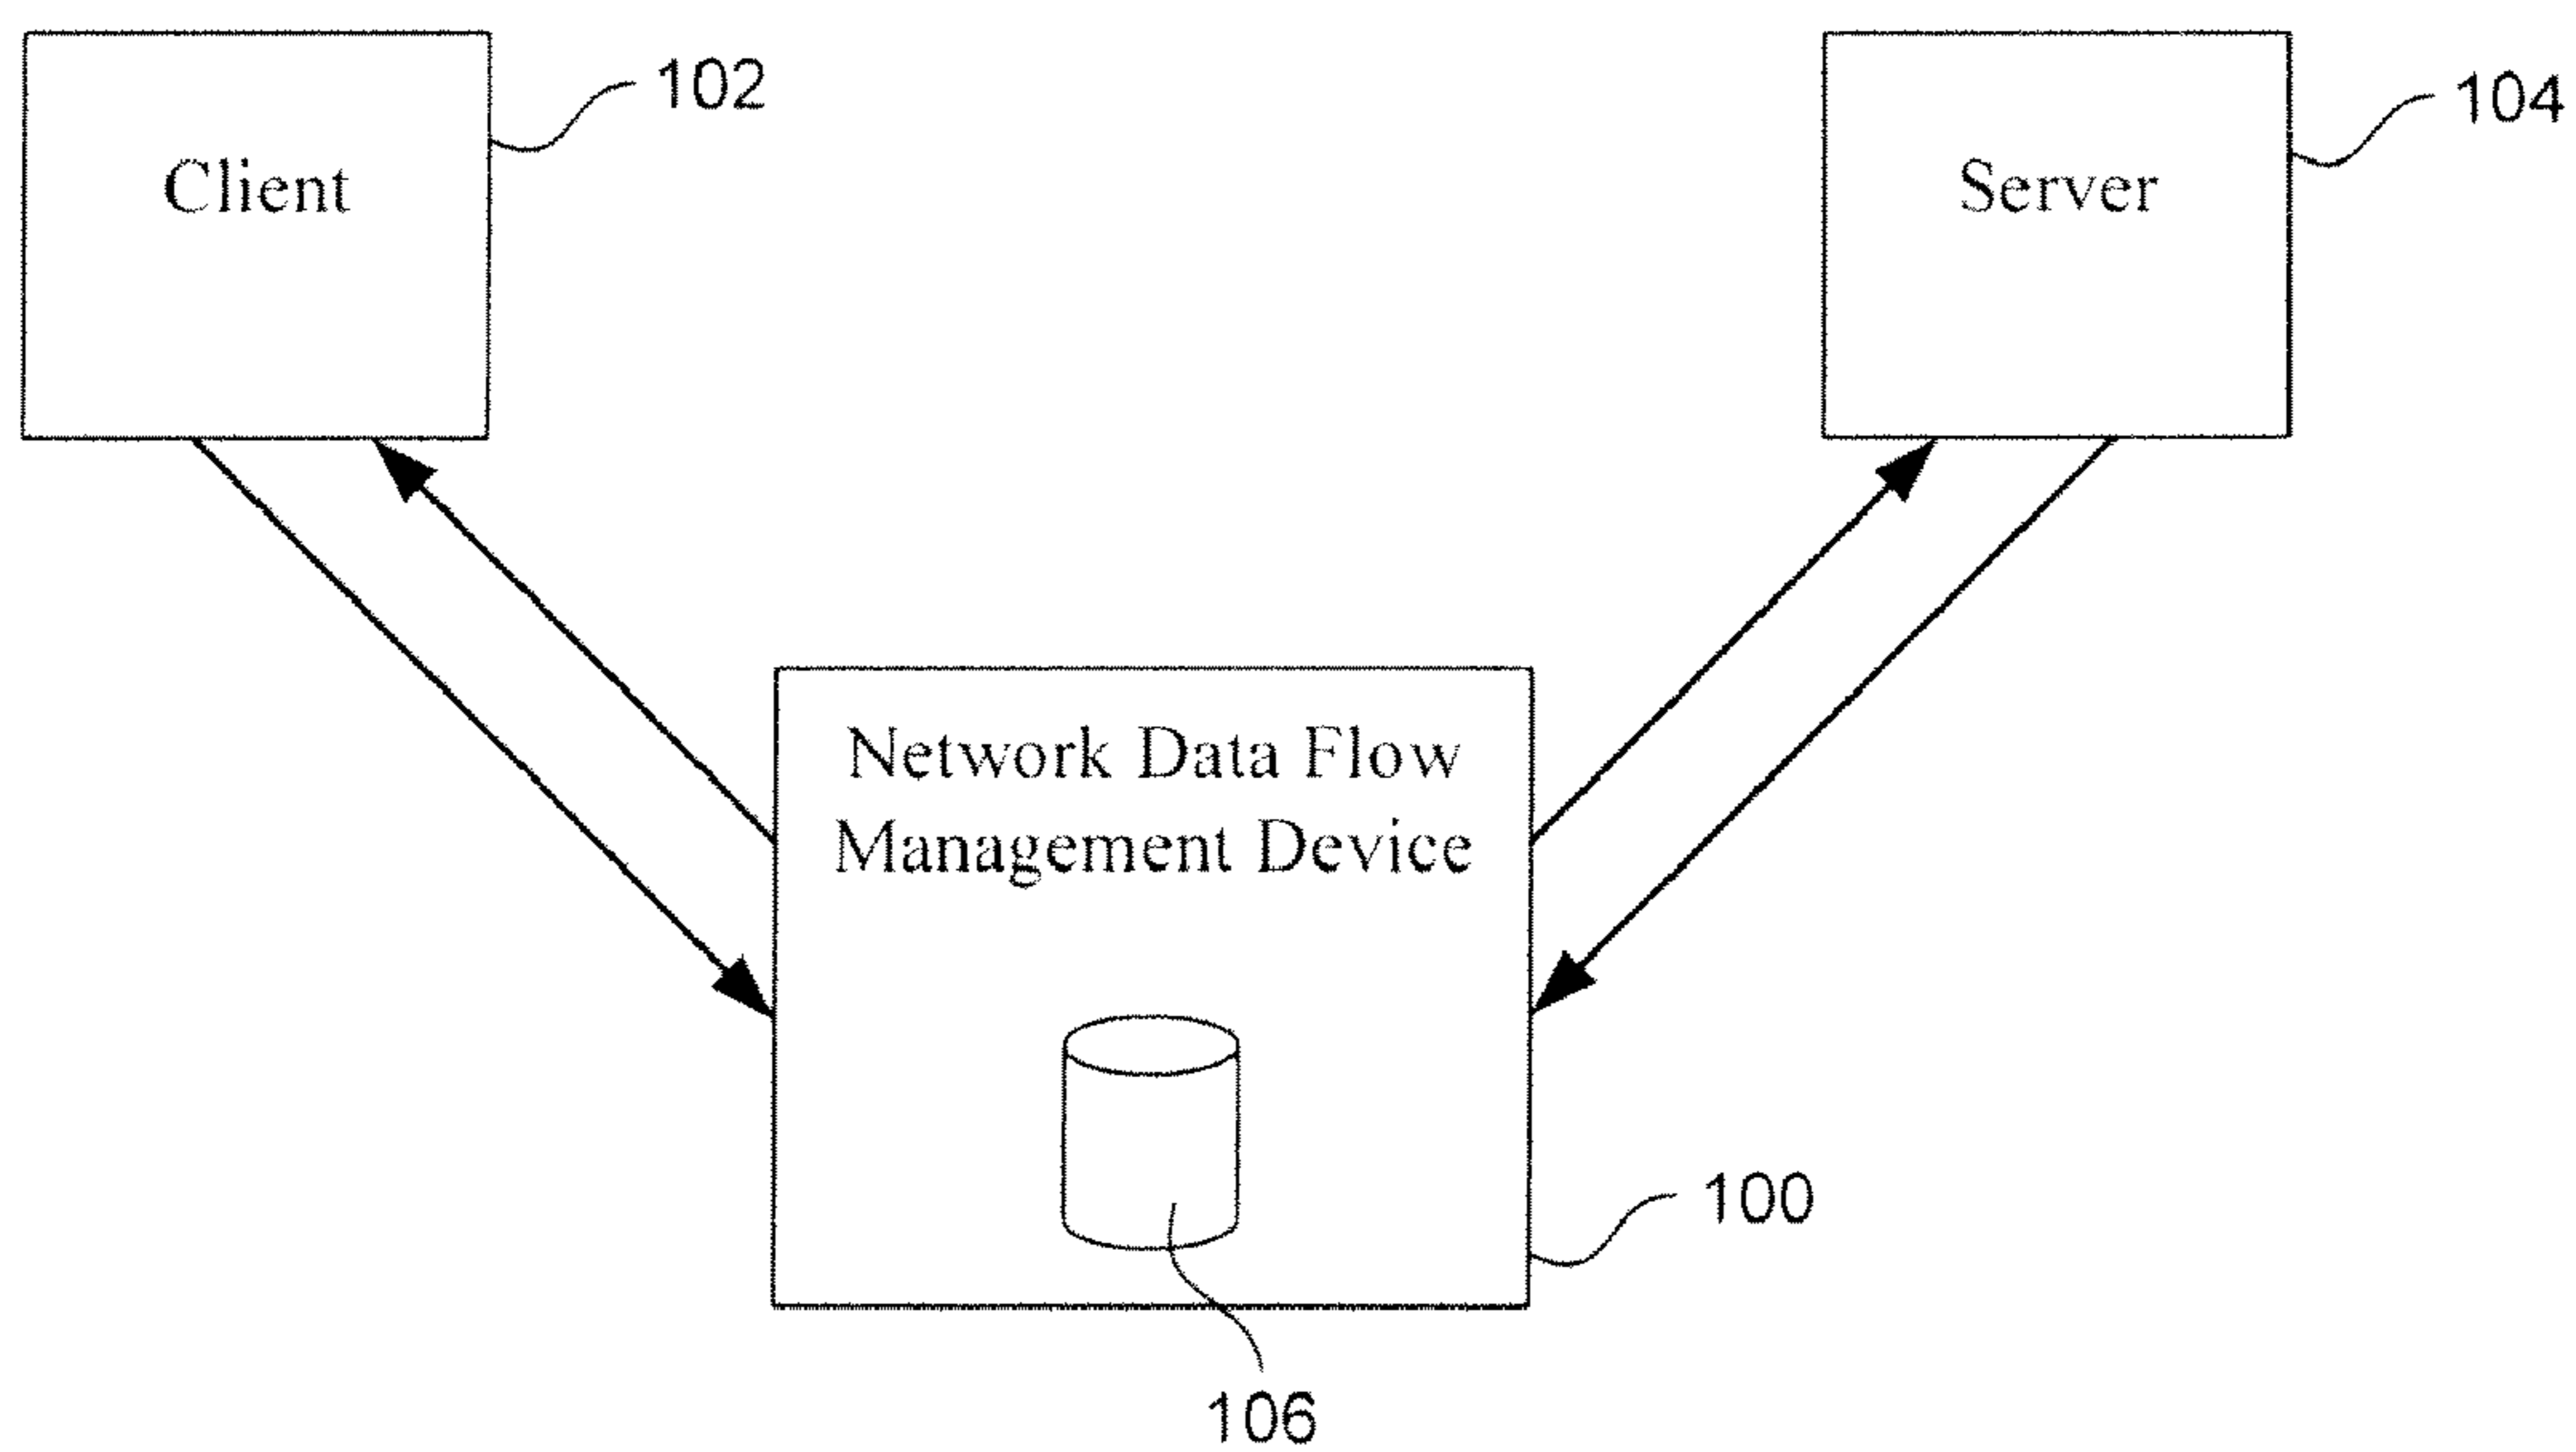 Client
102
Server
104
Network Data Flow
Management Device
100
106